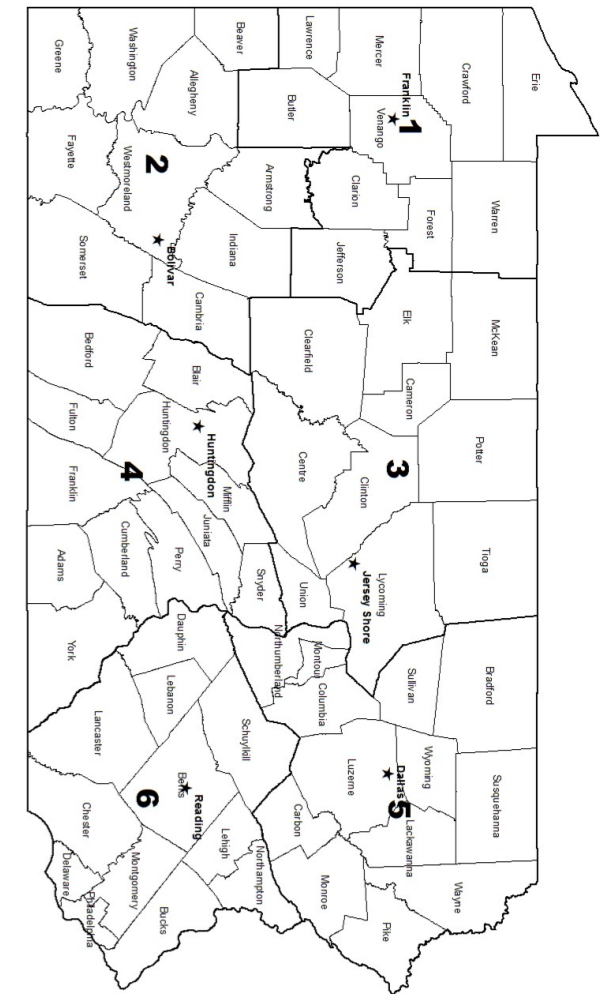 Erie
Crawford
Warren
McKean
Potter
Tioga
Bradford
Susquehanna
Wayne
Mercer
Franklin
1
Venango
Forest
Elk
Cameron
3
Clinton
Lycoming
Jersey Shore
Sullivan
Wyoming
Lackawanna
Dallas
5
Luzerne
Pike
Lawrence
Butler
Clarion
Jefferson
Clearfield
Centre
Union
Montour
Northumberland
Columbia
Carbon
Monroe
Beaver
Allegheny
Armstrong
Indiana
Cambria
Blair
Huntingdon
Huntingdon
Mifflin
Juniata
Snyder
Schuylkill
Northampton
Lehigh
Washington
2
Westmoreland
Bolivar
4
Perry
Cumberland
Dauphin
Lebanon
Berks
Reading
6
Montgomery
Bucks
Greene
Fayette
Somerset
Bedford
Fulton
Franklin
Adams
York
Lancaster
Chester
Delaware
Philadelphia